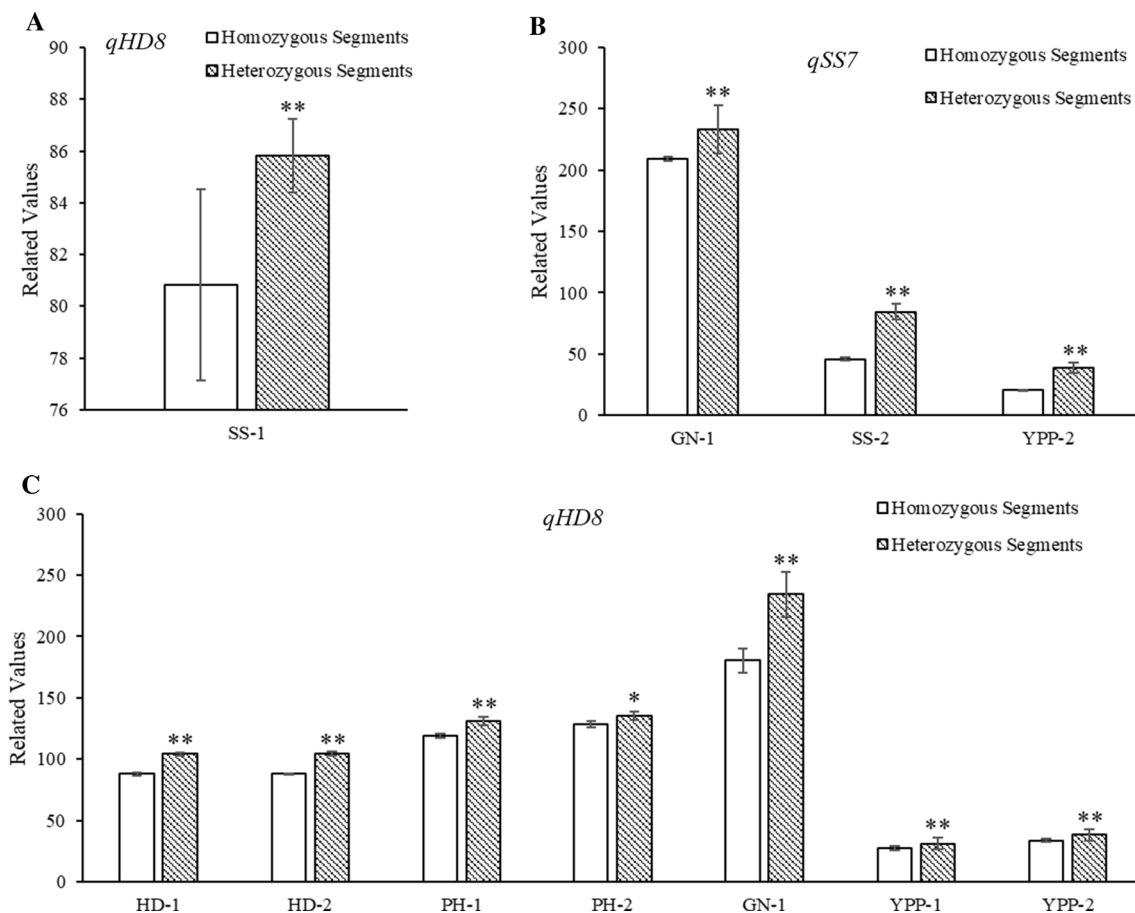 A
qHD8
Homozygous Segments
Heterozygous Segments
90
88
86
84
82
80
78
76
Related Values
**
SS-1
B
qSS7
Homozygous Segments
Heterozygous Segments
300
250
200
150
100
50
0
Related Values
**
**
**
GN-1 SS-2 YPP-2
C
qHD8
Homozygous Segments
Heterozygous Segments
300
250
200
150
100
50
0
Related Values
**
**
**
*
**
**
**
HD-1 HD-2 PH-1 PH-2 GN-1 YPP-1 YPP-2